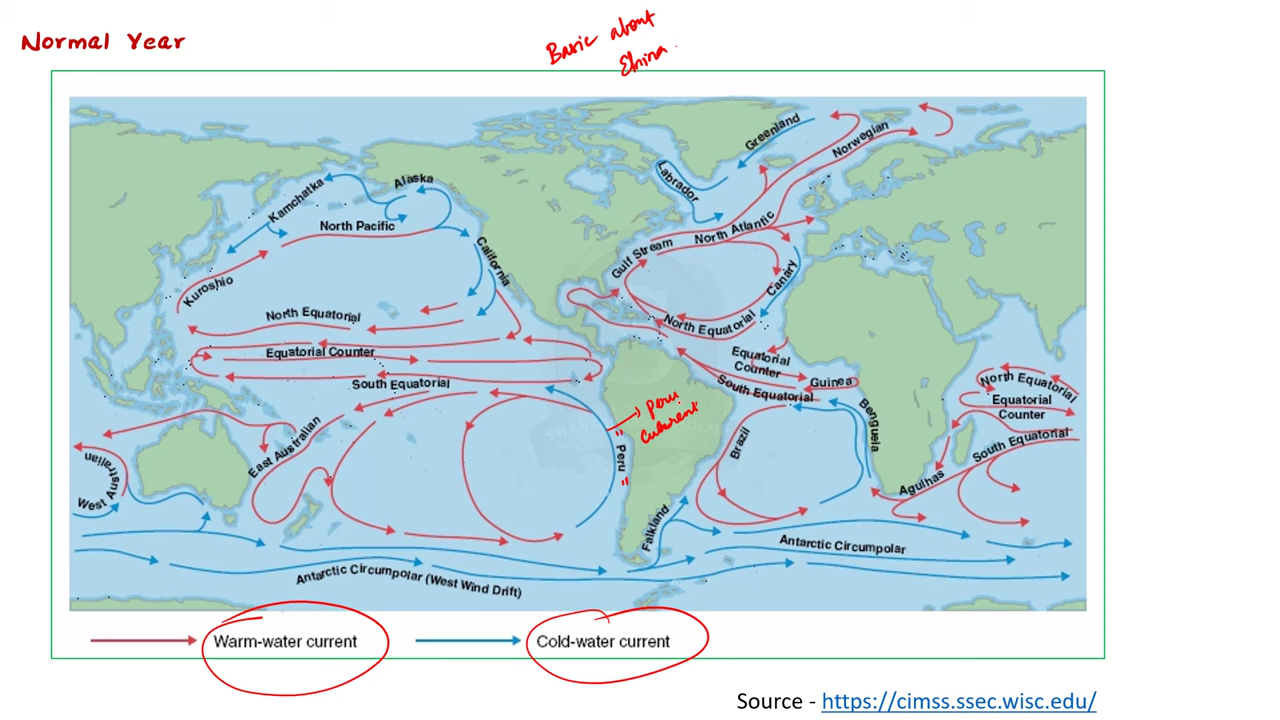 Normal Year
Basic about
Elnina
Greenland
Norwegian
Labrador
Alaska
Kamchatka
North Pacific
North Atlantic
Gulf Stream
California
Canary
Kuroshio
North Equatorial
North Equatorial
Equatorial Counter
Equatorial
Counter
Guinea
South Equatorial
South Equatorial
North Equatorial
Equatorial
Counter
South Equatorial
Peru
Current
" Peru "
East Australian
West Australian
Brazil
Benguela
Agulhas
Falkland
Antarctic Circumpolar
Antarctic Circumpolar (West Wind Drift)
Warm-water current
Cold-water current
Source - https://cimss.ssec.wisc.edu/